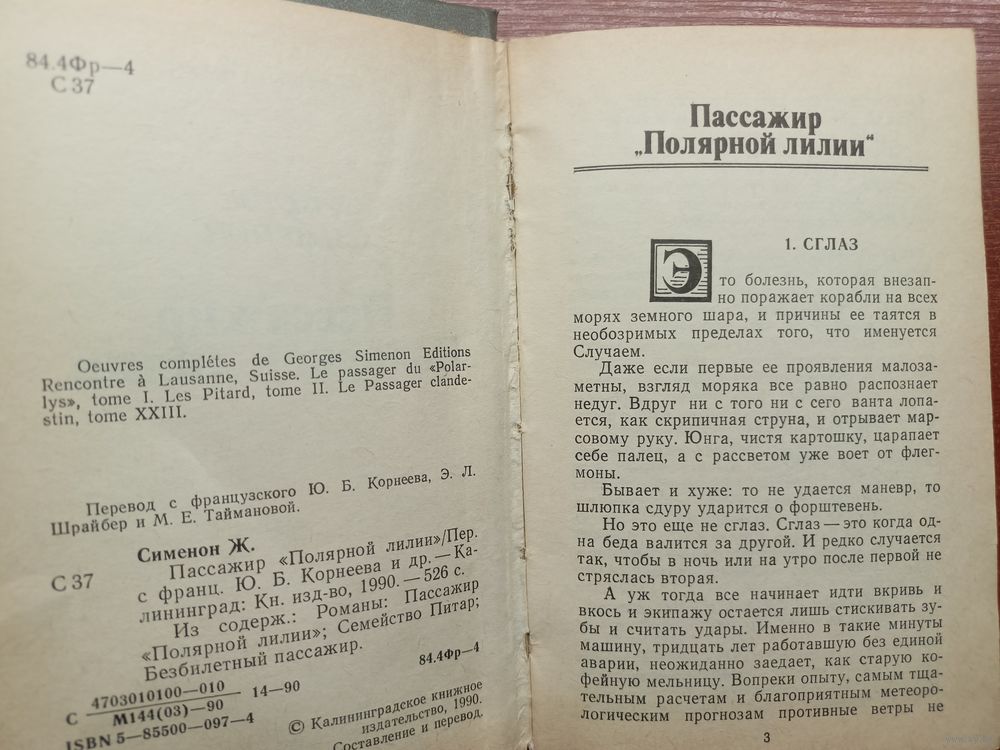 84.4Фр—4
С 37
Oeuvres complétes de Georges Simenon Editions
Rencontre à Lausanne, Suisse. Le passager du «Polar-
lys», tome I. Les Pitard, tome II. Le Passager clande-
stin, tome XXIII.
Перевод с французского Ю. Б. Корнеева, Э. Л.
Шрайбер и М. Е. Таймановой.
Сименон Ж.
С 37
Пассажир «Полярной лилии»/Пер.
с франц. Ю. Б. Корнеева и др.—Ка-
лининград: Кн. изд-во, 1990.—526 с.
Из содерж.: Романы: Пассажир
«Полярной лилии»; Семейство Питар;
Безбилетный пассажир.
84.4Фр—4
С 4703010100—010
М144(03)—90
14—90
ISBN 5—85500—097—4
© Калининградское книжное
издательство, 1990.
Составление и перевод.
Пассажир
„Полярной лилии“
1. СГЛАЗ
Это болезнь, которая внезап-
но поражает корабли на всех
морях земного шара, и причины ее таятся в
необозримых пределах того, что именуется
Случаем.
Даже если первые ее проявления малоза-
метны, взгляд моряка все равно распознает
недуг. Вдруг ни с того ни с сего ванта лопа-
ется, как скрипичная струна, и отрывает мар-
совому руку. Юнга, чистя картошку, царапает
себе палец, а с рассветом уже воет от флег-
моны.
Бывает и хуже: то не удается маневр, то
шлюпка сдуру ударится о форштевень.
Но это еще не сглаз. Сглаз—это когда од-
на беда валится за другой. И редко случается
так, чтобы в ночь или на утро после первой не
стряслась вторая.
А уж тогда все начинает идти вкривь и
вкось и экипажу остается лишь стискивать зу-
бы и считать удары. Именно в такие минуты
машину, тридцать лет работавшую без единой
аварии, неожиданно заедает, как старую ко-
фейную мельницу. Вопреки опыту, самым тща-
тельным расчетам и благоприятным метеоро-
логическим прогнозам противные ветры не
3